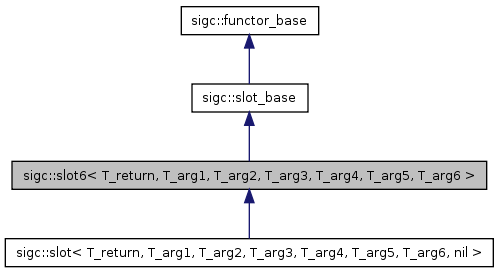 sigc::functor_base
sigc::slot_base
sigc::slot6< T_return, T_arg1, T_arg2, T_arg3, T_arg4, T_arg5, T_arg6 >
sigc::slot< T_return, T_arg1, T_arg2, T_arg3, T_arg4, T_arg5, T_arg6, nil >